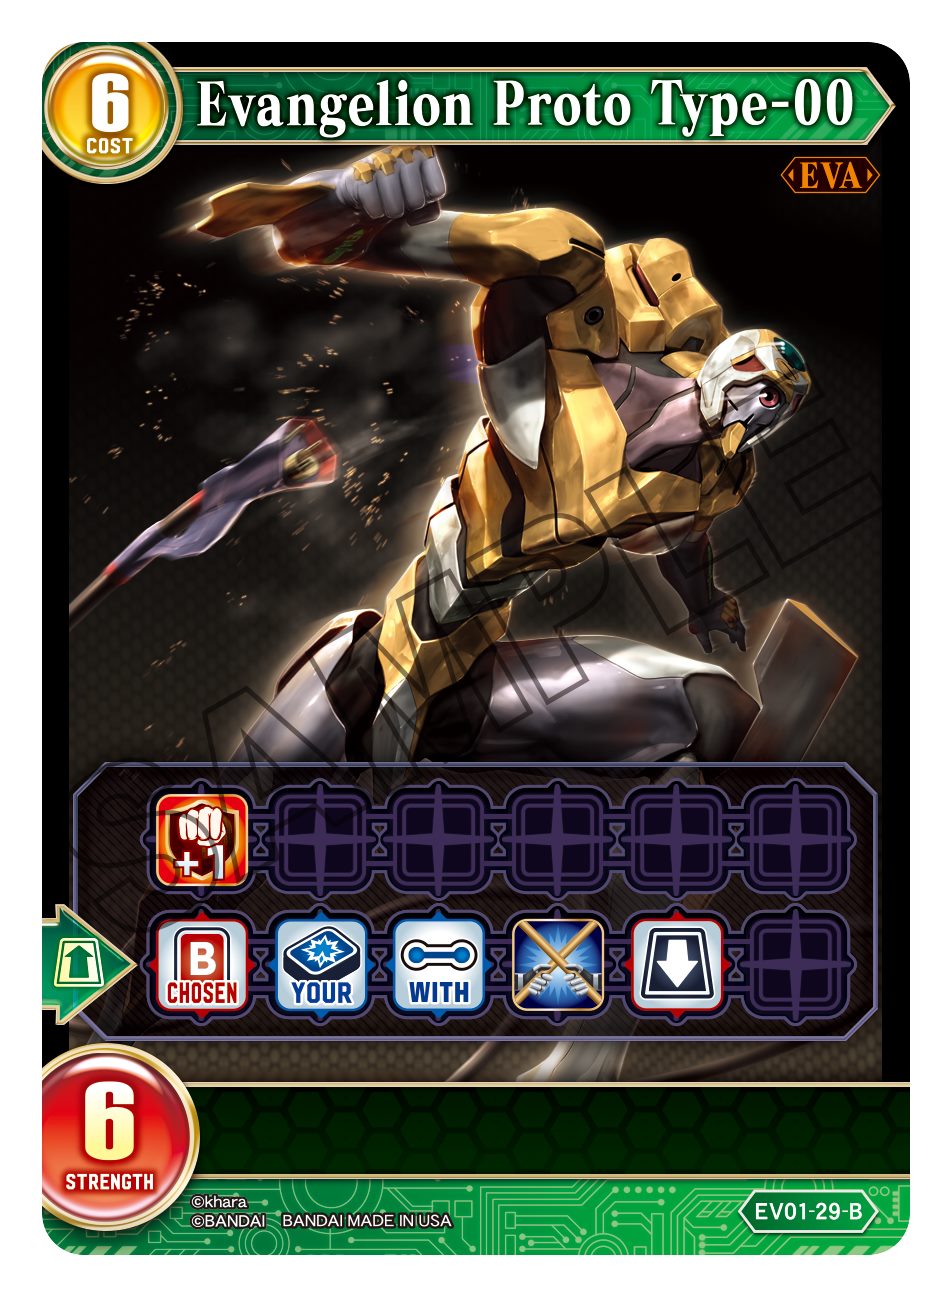 6
COST
Evangelion Proto Type-00
EVA
SAMPLE
+1
B
CHOSEN
YOUR
WITH
6
STRENGTH
©khara
©BANDAI BANDAI MADE IN USA
EV01-29-B